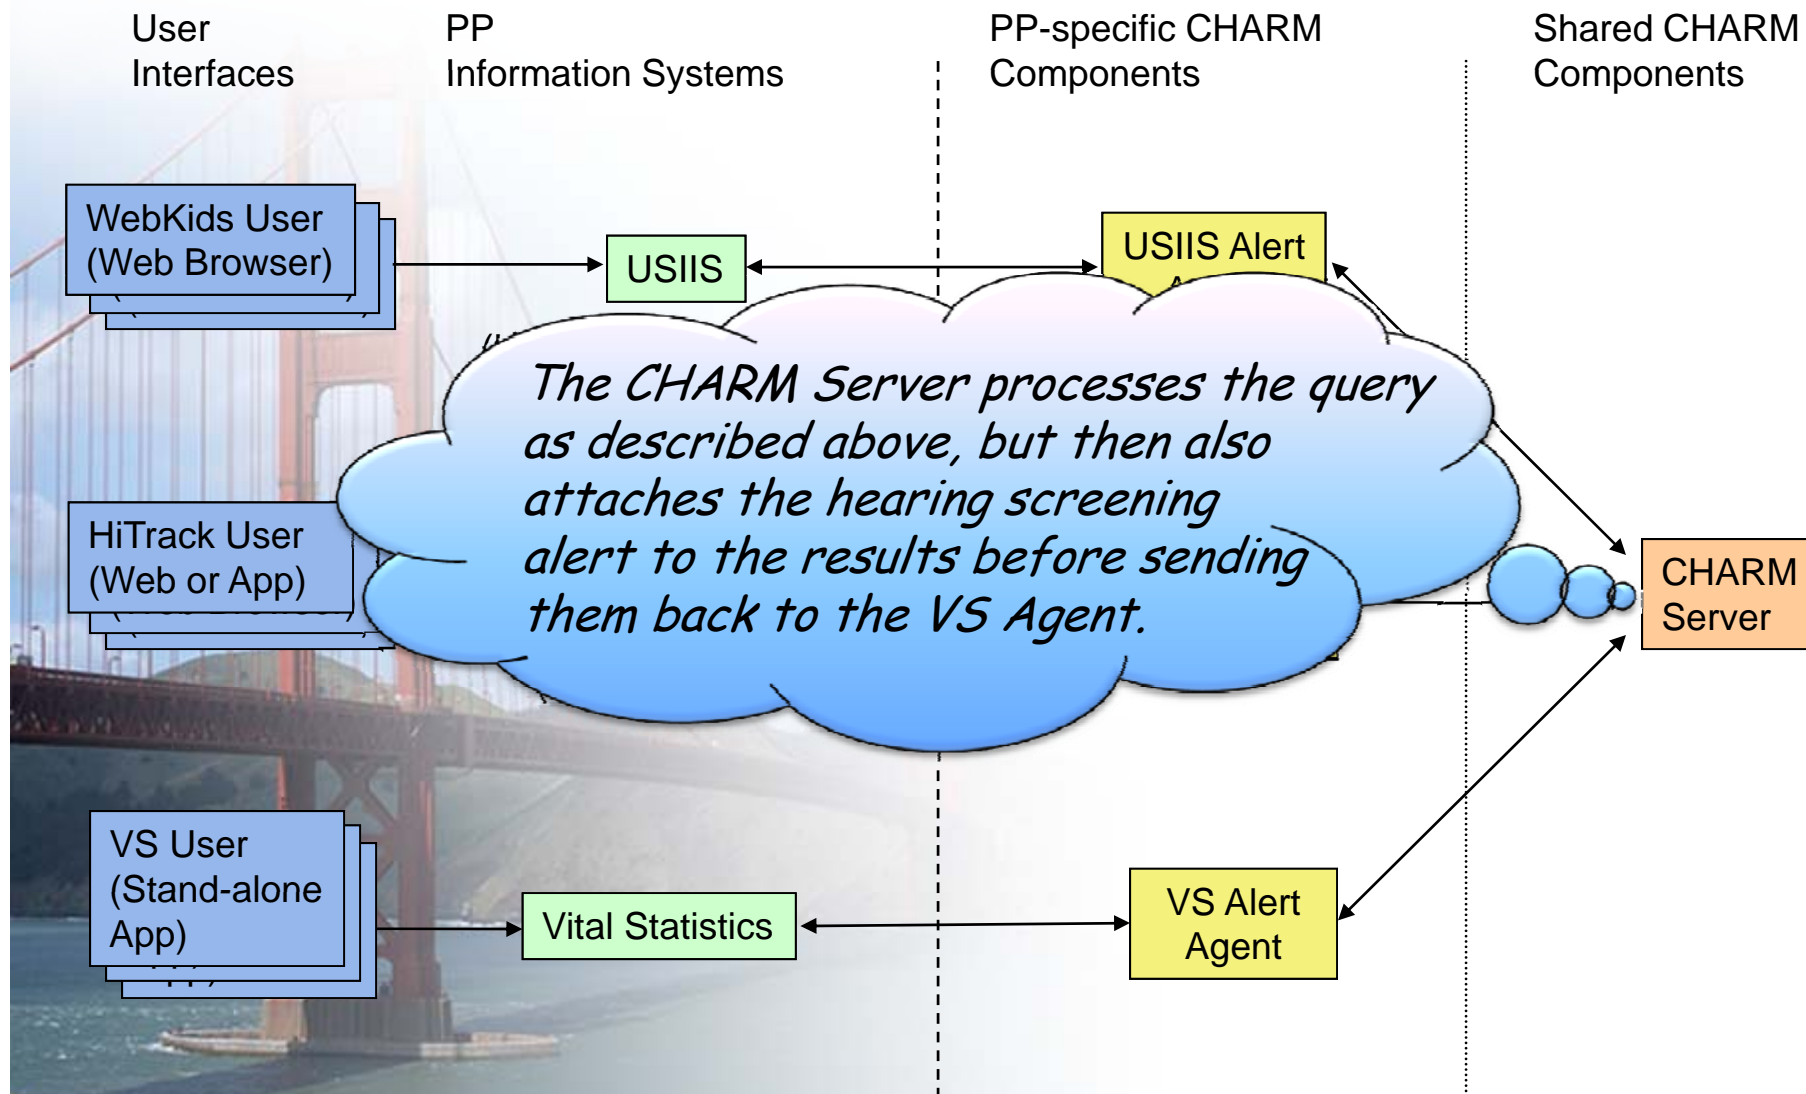 User
Interfaces
PP
Information Systems
PP-specific CHARM
Components
Shared CHARM
Components
WebKids User
(Web Browser)
USIIS
USIIS Alert
The CHARM Server processes the query
as described above, but then also
attaches the hearing screening
alert to the results before sending
them back to the VS Agent.
HiTrack User
(Web or App)
CHARM
Server
VS User
(Stand-alone
App)
Vital Statistics
VS Alert
Agent